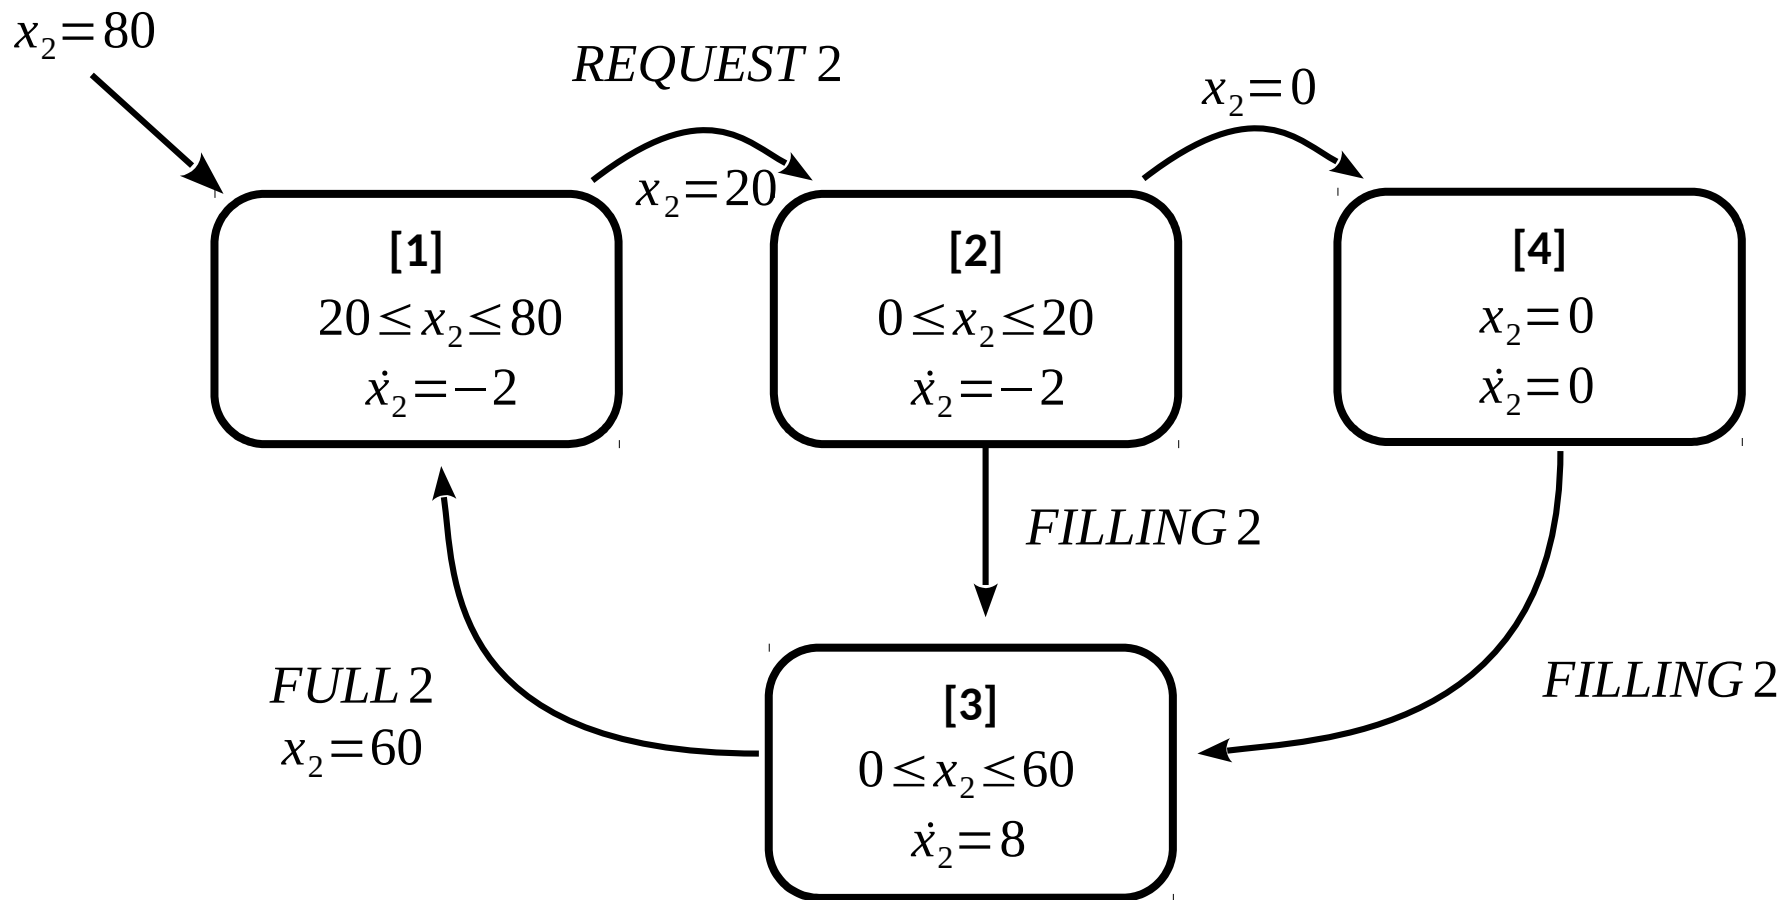 x₂=80
REQUEST 2
x₂=20
x₂=0
[1]
20≤x₂≤80
ẋ₂=−2
[2]
0≤x₂≤20
ẋ₂=−2
[4]
x₂=0
ẋ₂=0
FILLING 2
FULL 2
x₂=60
[3]
0≤x₂≤60
ẋ₂=8
FILLING 2